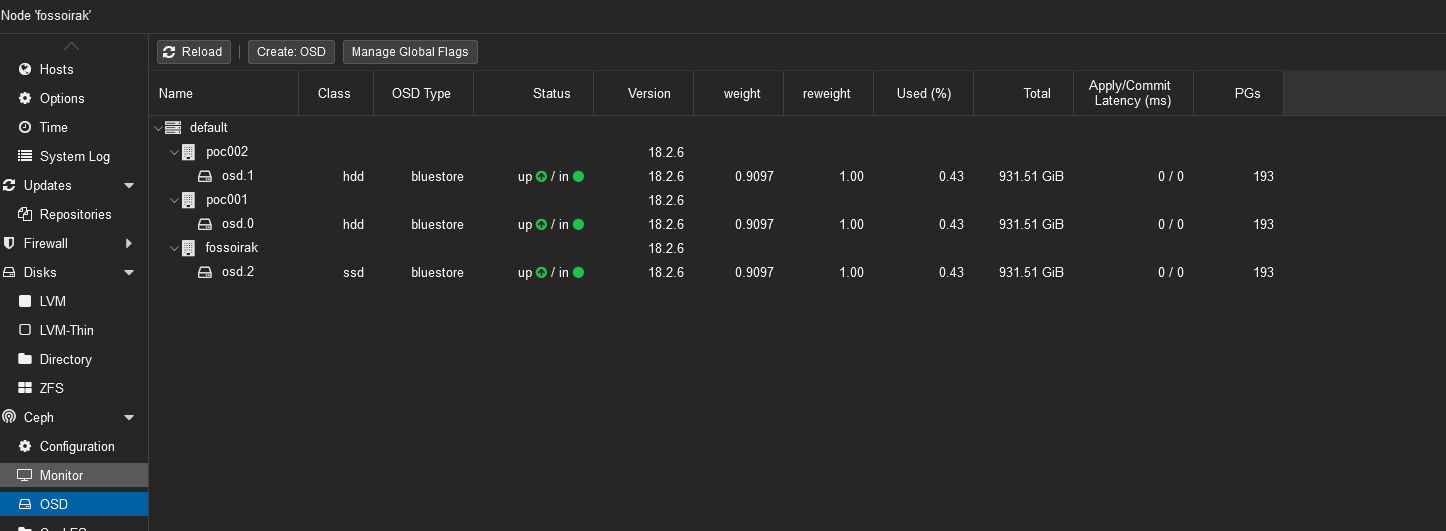 Node 'fossoirak'
Hosts
Options
Time
System Log
Updates
Repositories
Firewall
Disks
LVM
LVM-Thin
Directory
ZFS
Ceph
Configuration
Monitor
OSD
Reload Create: OSD Manage Global Flags
Name Class OSD Type Status Version weight reweight Used (%) Total Apply/Commit Latency (ms) PGs
default
poc002 18.2.6
osd.1 hdd bluestore up / in 18.2.6 0.9097 1.00 0.43 931.51 GiB 0 / 0 193
poc001 18.2.6
osd.0 hdd bluestore up / in 18.2.6 0.9097 1.00 0.43 931.51 GiB 0 / 0 193
fossoirak 18.2.6
osd.2 ssd bluestore up / in 18.2.6 0.9097 1.00 0.43 931.51 GiB 0 / 0 193